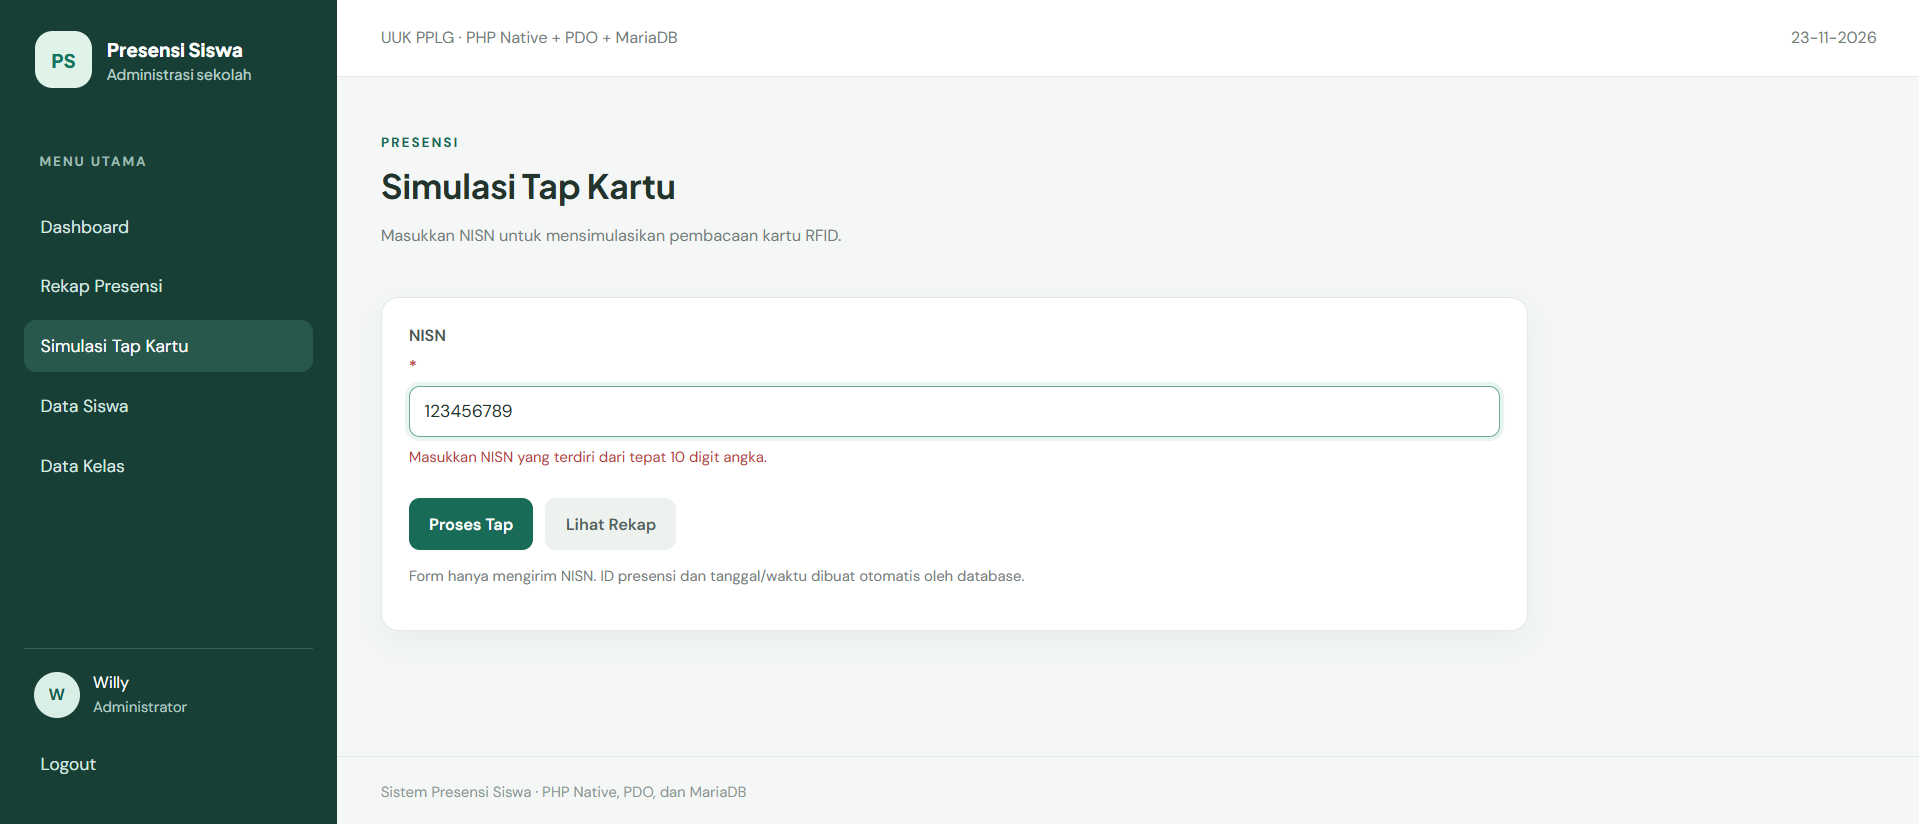 PS
Presensi Siswa
Administrasi sekolah
MENU UTAMA
Dashboard
Rekap Presensi
Simulasi Tap Kartu
Data Siswa
Data Kelas
W
Willy
Administrator
Logout
UUK PPLG · PHP Native + PDO + MariaDB
23-11-2026
PRESENSI
Simulasi Tap Kartu
Masukkan NISN untuk mensimulasikan pembacaan kartu RFID.
NISN
*
123456789
Masukkan NISN yang terdiri dari tepat 10 digit angka.
Proses Tap
Lihat Rekap
Form hanya mengirim NISN. ID presensi dan tanggal/waktu dibuat otomatis oleh database.
Sistem Presensi Siswa · PHP Native, PDO, dan MariaDB